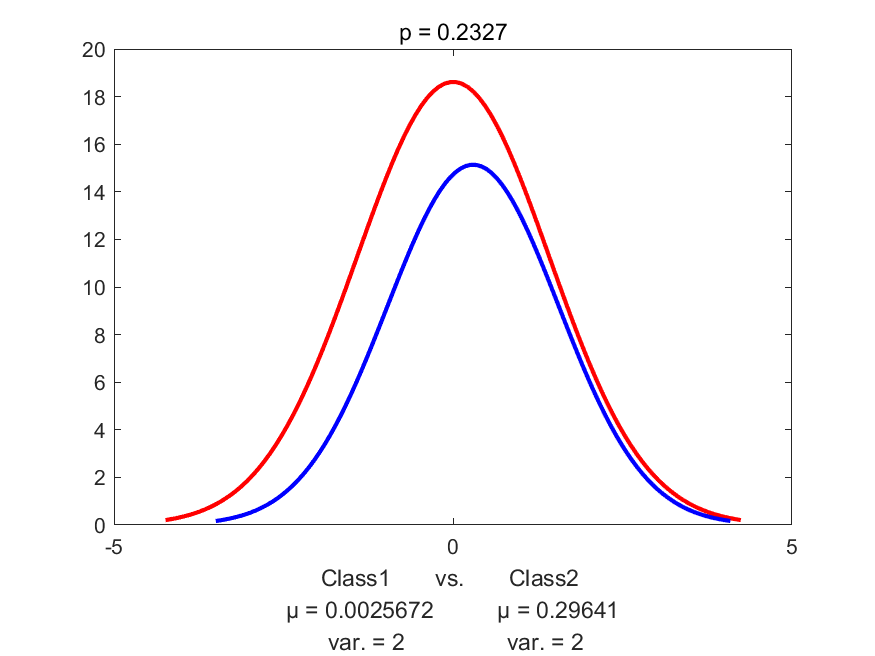 p = 0.2327
20
18
16
14
12
10
8
6
4
2
0
-5 0 5
Class1 vs. Class2
μ = 0.0025672 μ = 0.29641
var. = 2 var. = 2